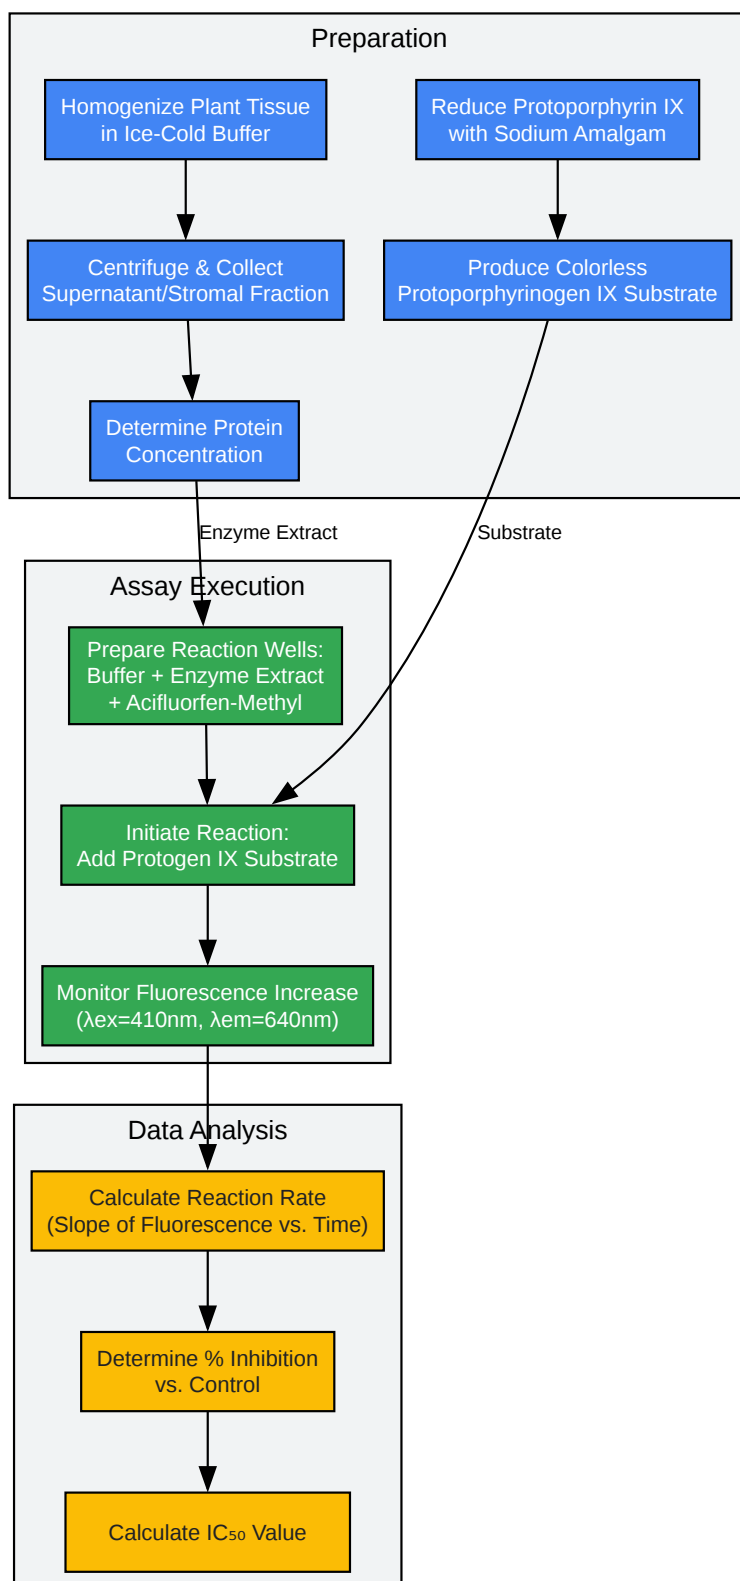 Preparation
Homogenize Plant Tissue
in Ice-Cold Buffer
Reduce Protoporphyrin IX
with Sodium Amalgam
Centrifuge & Collect
Supernatant/Stromal Fraction
Produce Colorless
Protoporphyrinogen IX Substrate
Determine Protein
Concentration
Enzyme Extract
Substrate
Assay Execution
Prepare Reaction Wells:
Buffer + Enzyme Extract
+ Acifluorfen-Methyl
Initiate Reaction:
Add Protogen IX Substrate
Monitor Fluorescence Increase
(λex=410nm, λem=640nm)
Data Analysis
Calculate Reaction Rate
(Slope of Fluorescence vs. Time)
Determine % Inhibition
vs. Control
Calculate IC₅₀ Value